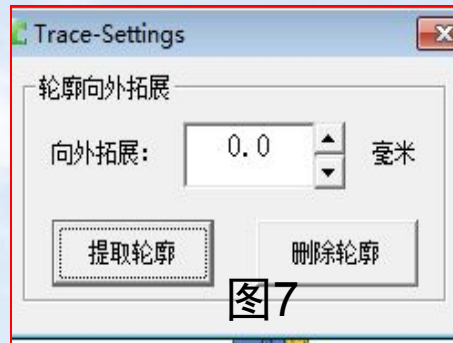 Trace-Settings
轮廓向外拓展
向外拓展： 0.0 毫米
提取轮廓 删除轮廓
图7